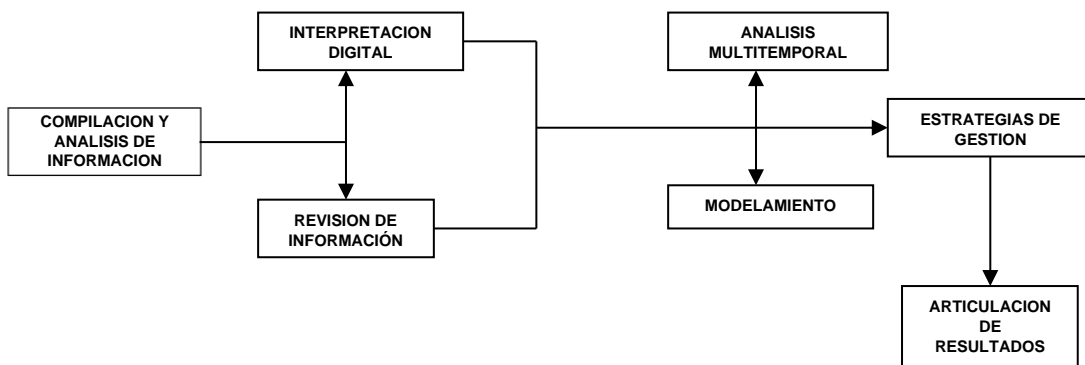 COMPILACION Y
ANALISIS DE
INFORMACION
INTERPRETACION
DIGITAL
REVISION DE
INFORMACIÓN
ANALISIS
MULTITEMPORAL
MODELAMIENTO
ESTRATEGIAS DE
GESTION
ARTICULACION
DE
RESULTADOS